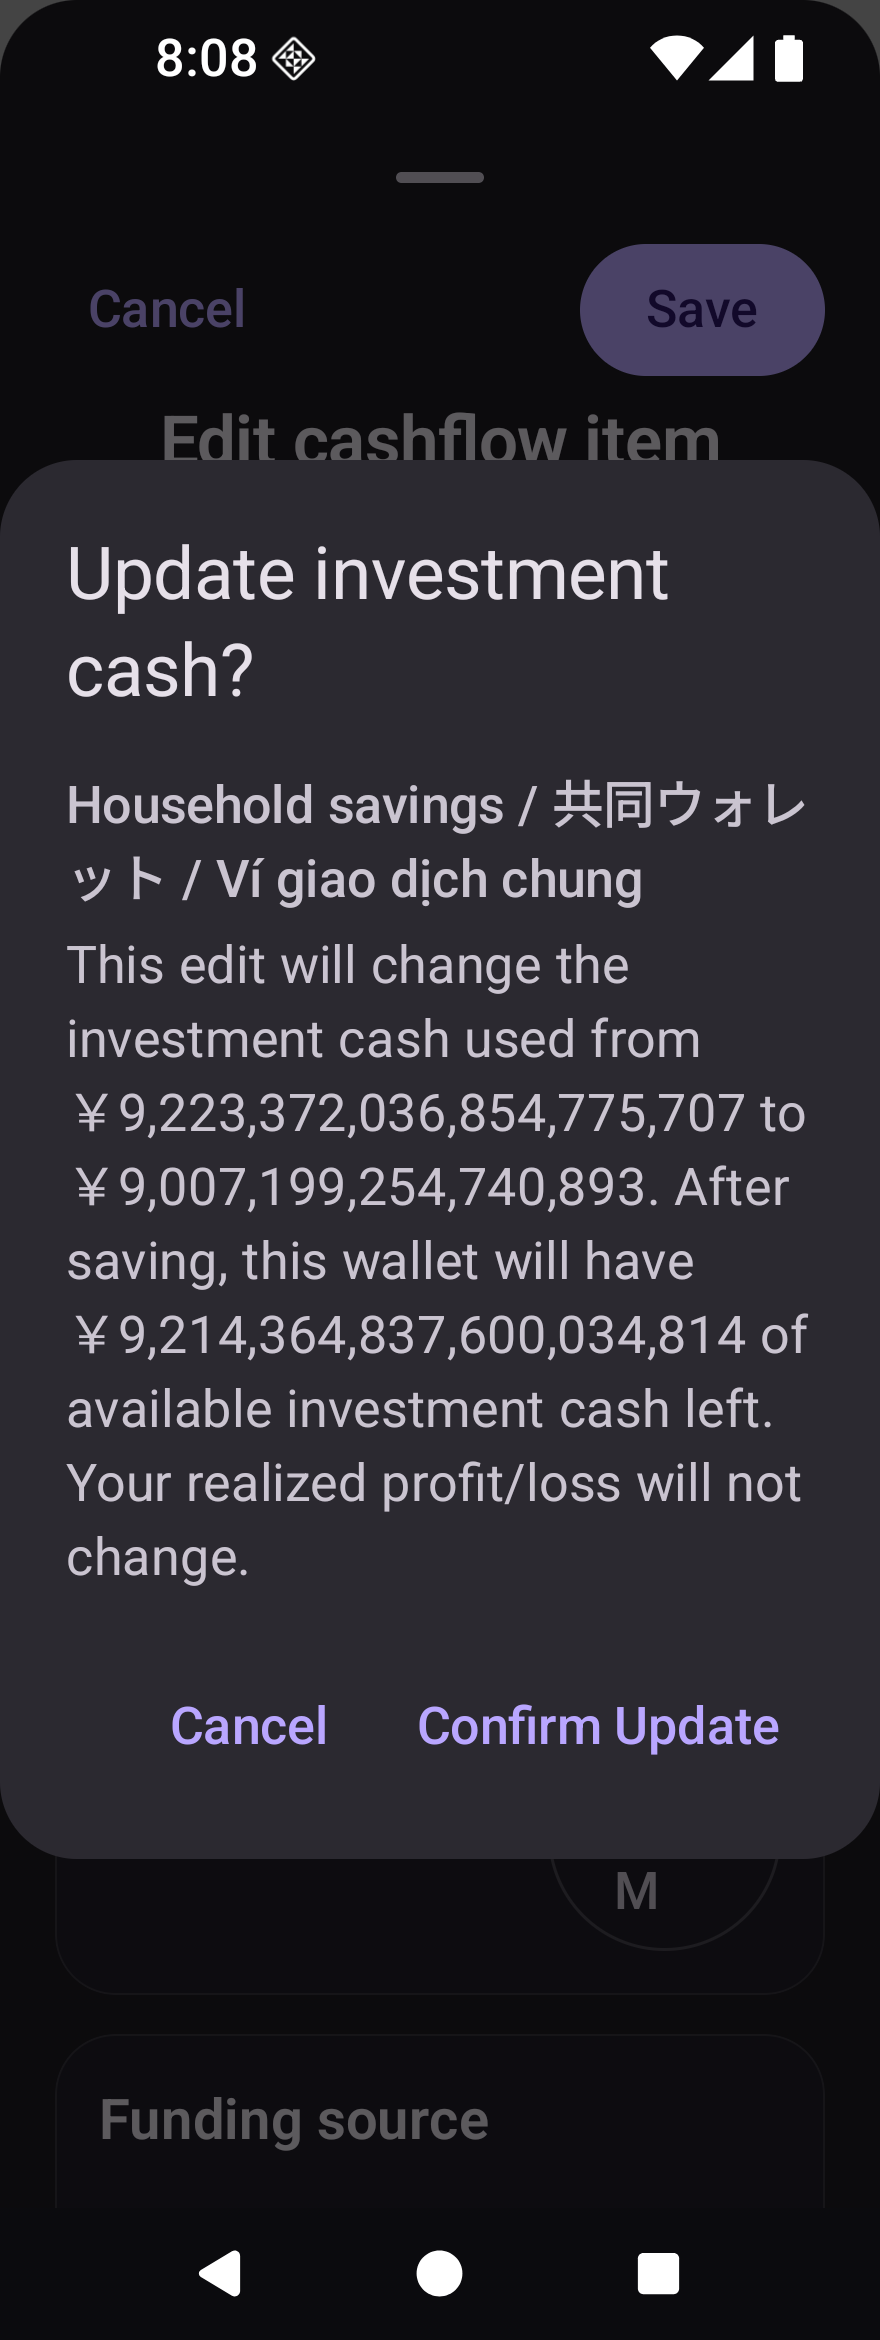 8:08
Cancel
Save
Edit cashflow item
Update investment
cash?
Household savings / 共同ウォレ
ット / Ví giao dịch chung
This edit will change the
investment cash used from
¥9,223,372,036,854,775,707 to
¥9,007,199,254,740,893. After
saving, this wallet will have
¥9,214,364,837,600,034,814 of
available investment cash left.
Your realized profit/loss will not
change.
Cancel
Confirm Update
M
Funding source